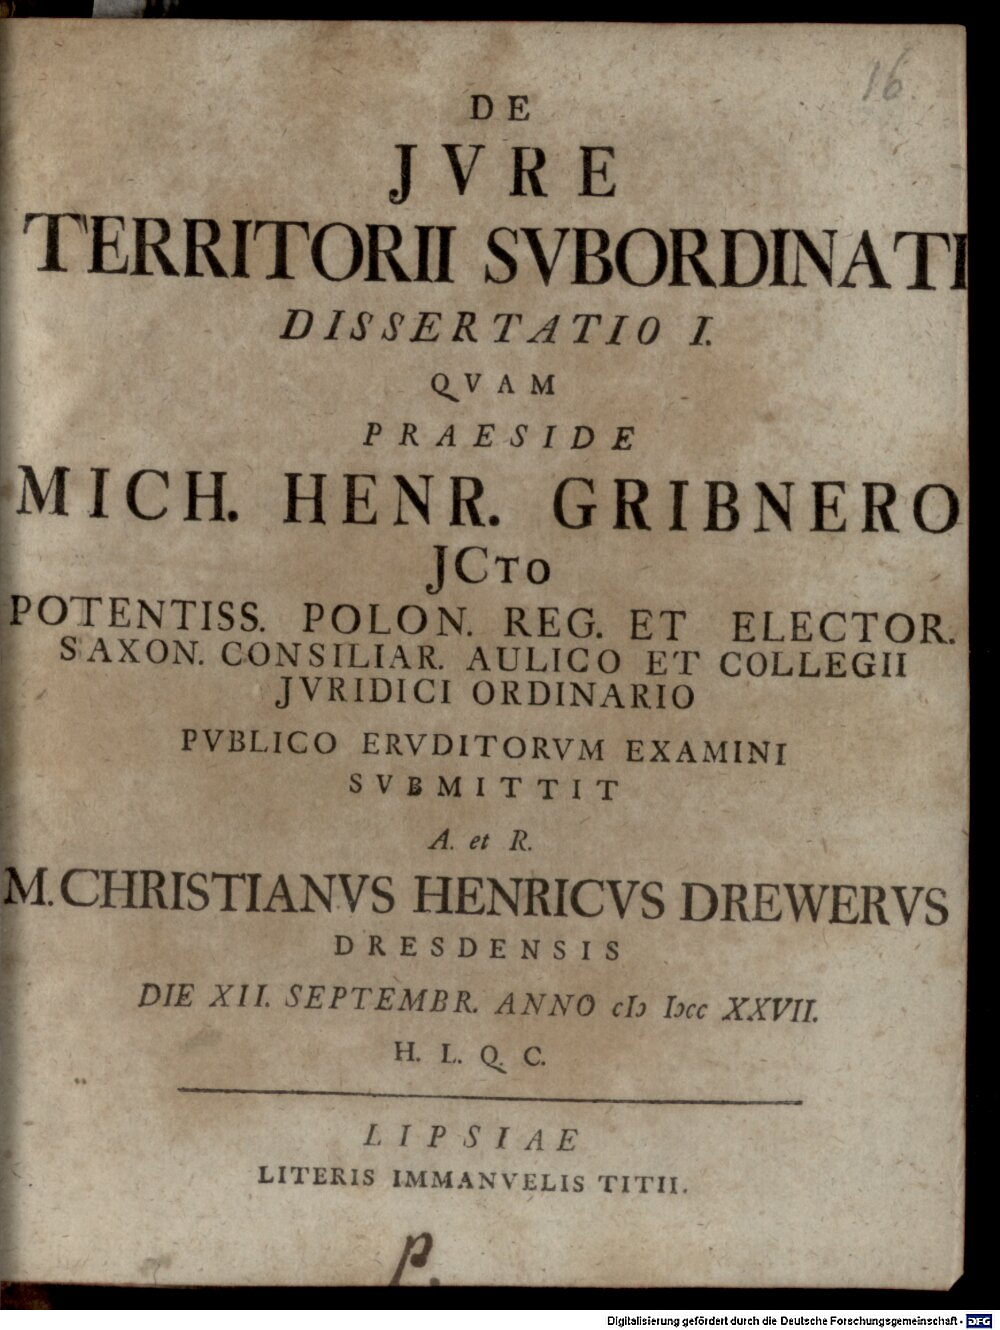 16
DE
JVRE
TERRITORII SVBORDINATI
DISSERTATIO I.
QVAM
PRAESIDE
MICH. HENR. GRIBNERO
JCTO
POTENTISS. POLON. REG. ET ELECTOR.
SAXON. CONSILIAR. AULICO ET COLLEGII
JVRIDICI ORDINARIO
PVBLICO ERVDITORVM EXAMINI
SVBMITTIT
A. et R.
M. CHRISTIANVS HENRICVS DREWERVS
DRESDENSIS
DIE XII. SEPTEMBR. ANNO cIↄ Iↄcc XXVII.
H. L. Q. C.
LIPSIAE
LITERIS IMMANVELIS TITII.
p.
Digitalisierung gefördert durch die Deutsche Forschungsgemeinschaft - DFG